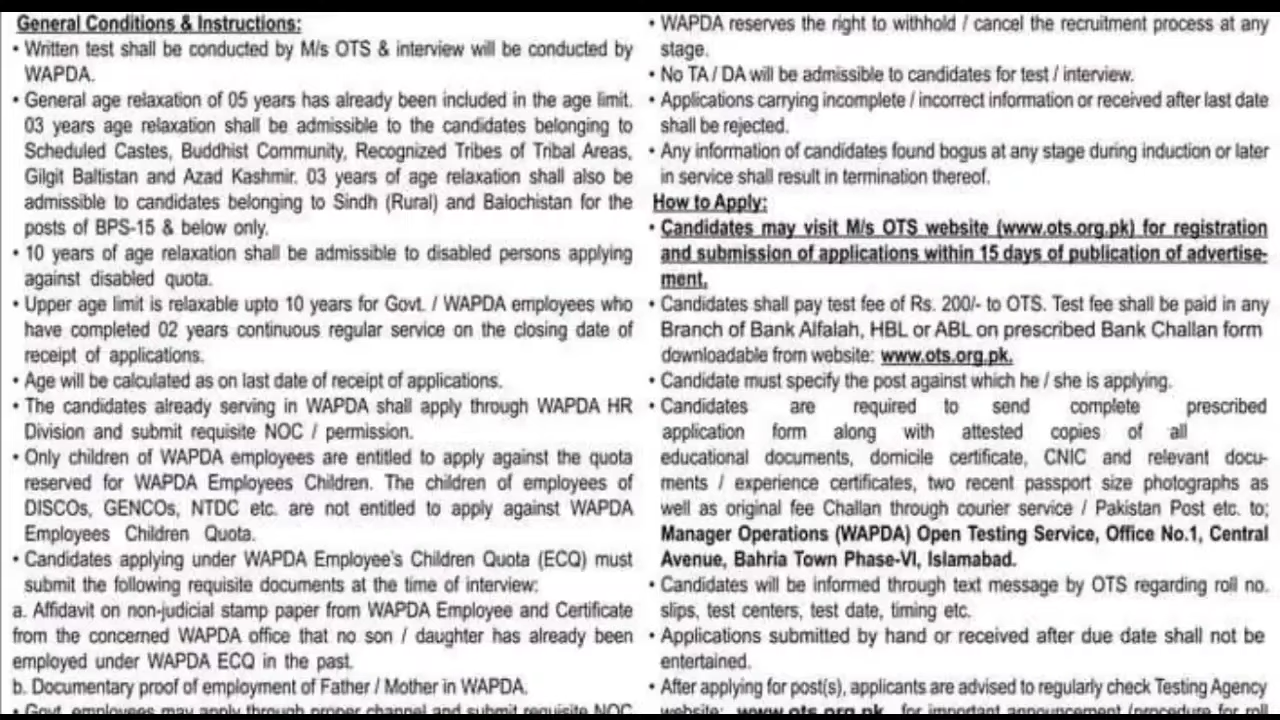 General Conditions & Instructions:
• Written test shall be conducted by M/s OTS & interview will be conducted by
WAPDA.
• General age relaxation of 05 years has already been included in the age limit.
03 years age relaxation shall be admissible to the candidates belonging to
Scheduled Castes, Buddhist Community, Recognized Tribes of Tribal Areas,
Gilgit Baltistan and Azad Kashmir. 03 years of age relaxation shall also be
admissible to candidates belonging to Sindh (Rural) and Balochistan for the
posts of BPS-15 & below only.
• 10 years of age relaxation shall be admissible to disabled persons applying
against disabled quota.
• Upper age limit is relaxable upto 10 years for Govt. / WAPDA employees who
have completed 02 years continuous regular service on the closing date of
receipt of applications.
• Age will be calculated as on last date of receipt of applications.
• The candidates already serving in WAPDA shall apply through WAPDA HR
Division and submit requisite NOC / permission.
• Only children of WAPDA employees are entitled to apply against the quota
reserved for WAPDA Employees Children. The children of employees of
DISCOs, GENCOs, NTDC etc. are not entitled to apply against WAPDA
Employees Children Quota.
• Candidates applying under WAPDA Employee's Children Quota (ECQ) must
submit the following requisite documents at the time of interview:
a. Affidavit on non-judicial stamp paper from WAPDA Employee and Certificate
from the concerned WAPDA office that no son / daughter has already been
employed under WAPDA ECQ in the past.
b. Documentary proof of employment of Father / Mother in WAPDA.
• Govt. employees may apply through proper channel and submit requisite NOC
• WAPDA reserves the right to withhold / cancel the recruitment process at any
stage.
• No TA / DA will be admissible to candidates for test / interview.
• Applications carrying incomplete / incorrect information or received after last date
shall be rejected.
• Any information of candidates found bogus at any stage during induction or later
in service shall result in termination thereof.
How to Apply:
• Candidates may visit M/s OTS website (www.ots.org.pk) for registration
and submission of applications within 15 days of publication of advertise-
ment.
• Candidates shall pay test fee of Rs. 200/- to OTS. Test fee shall be paid in any
Branch of Bank Alfalah, HBL or ABL on prescribed Bank Challan form
downloadable from website: www.ots.org.pk.
• Candidate must specify the post against which he / she is applying.
• Candidates are required to send complete prescribed
application form along with attested copies of all
educational documents, domicile certificate, CNIC and relevant docu-
ments / experience certificates, two recent passport size photographs as
well as original fee Challan through courier service / Pakistan Post etc. to;
Manager Operations (WAPDA) Open Testing Service, Office No.1, Central
Avenue, Bahria Town Phase-VI, Islamabad.
• Candidates will be informed through text message by OTS regarding roll no.
slips, test centers, test date, timing etc.
• Applications submitted by hand or received after due date shall not be
entertained.
• After applying for post(s), applicants are advised to regularly check Testing Agency
website: www.ots.org.pk for important announcement (procedure for roll